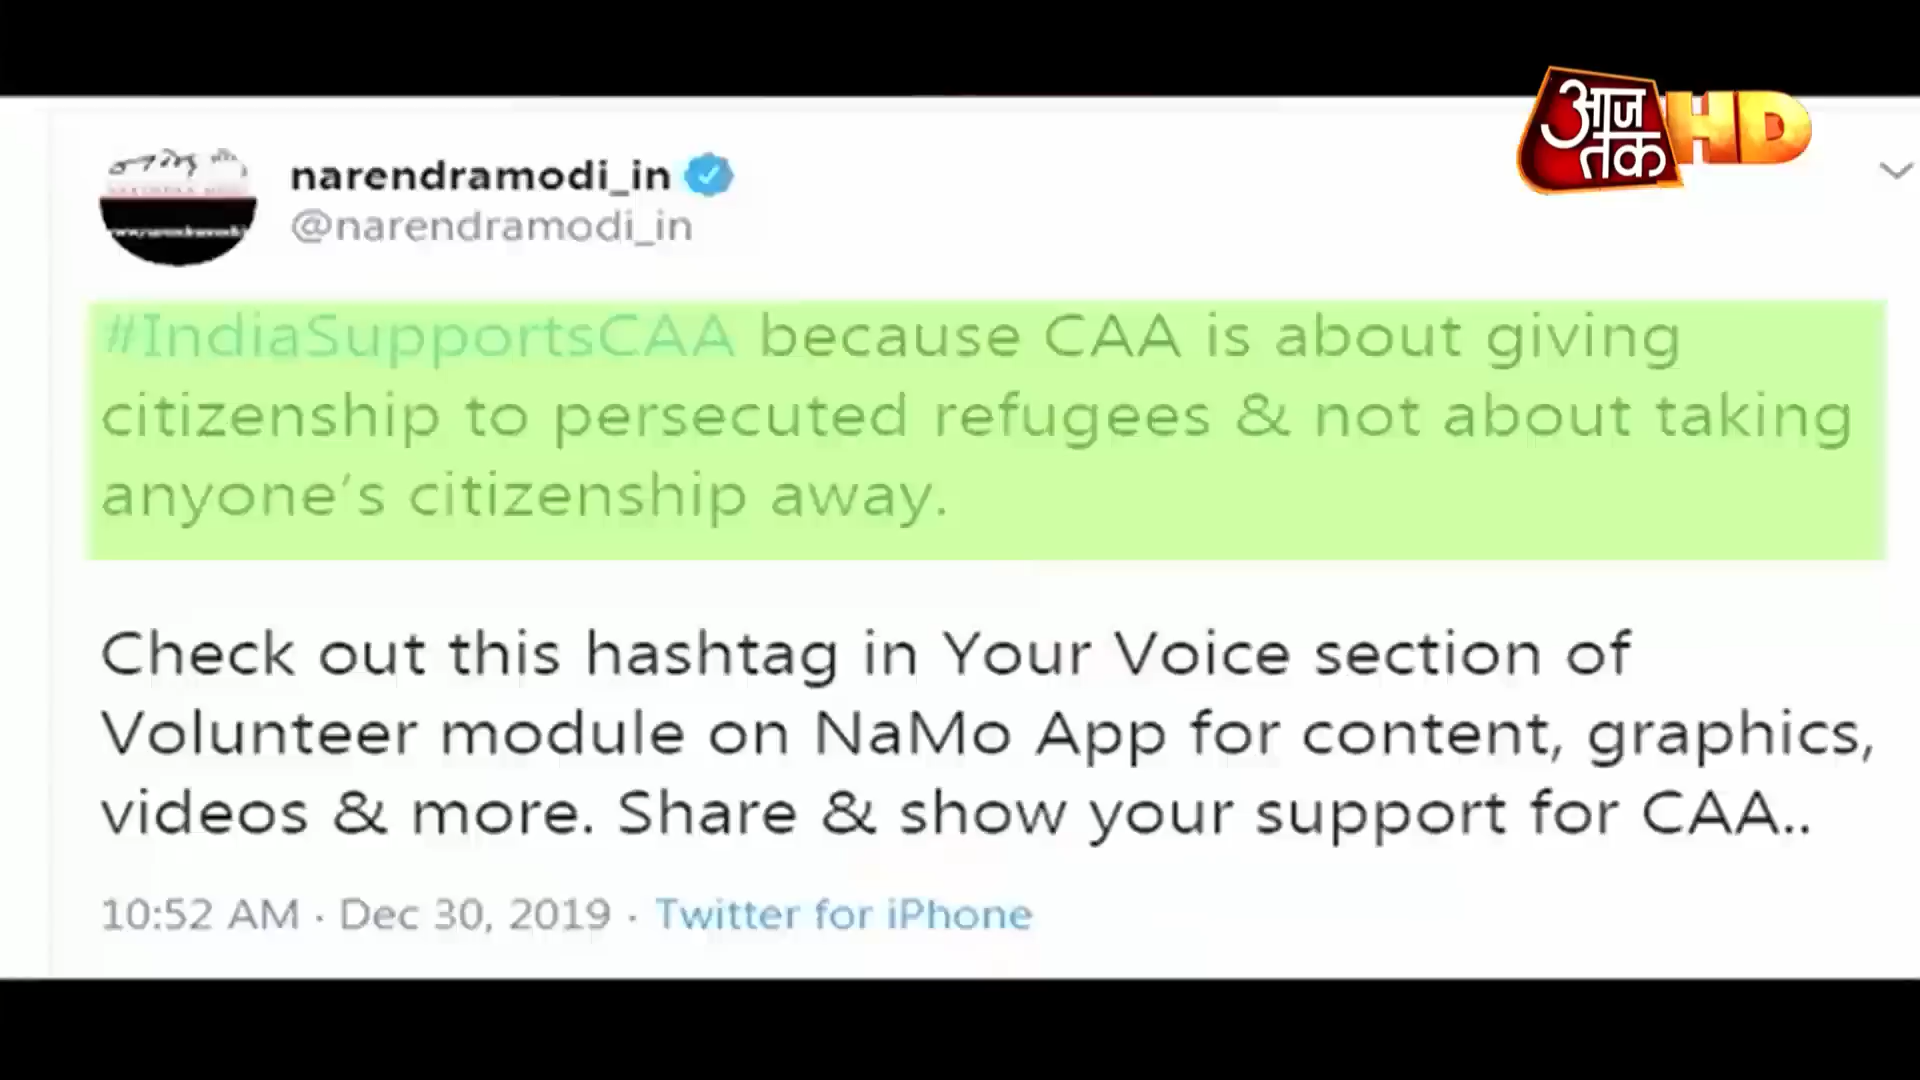 आज तक HD
narendramodi_in
@narendramodi_in
#IndiaSupportsCAA because CAA is about giving
citizenship to persecuted refugees & not about taking
anyone’s citizenship away.
Check out this hashtag in Your Voice section of
Volunteer module on NaMo App for content, graphics,
videos & more. Share & show your support for CAA..
10:52 AM · Dec 30, 2019 · Twitter for iPhone